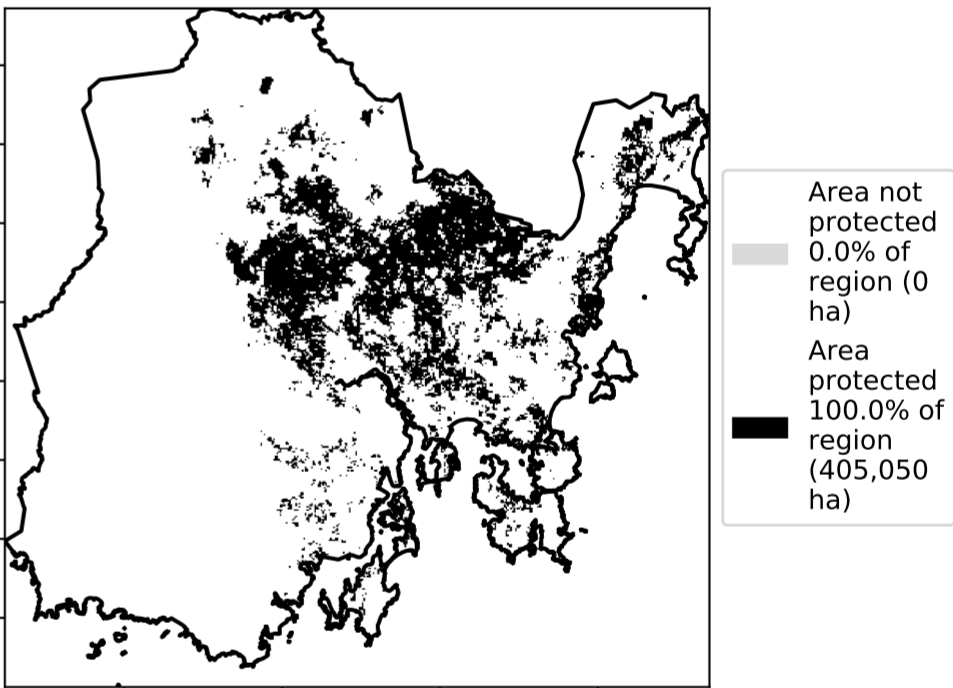 Area not
protected
0.0% of
region (0
ha)
Area
protected
100.0% of
region
(405,050
ha)